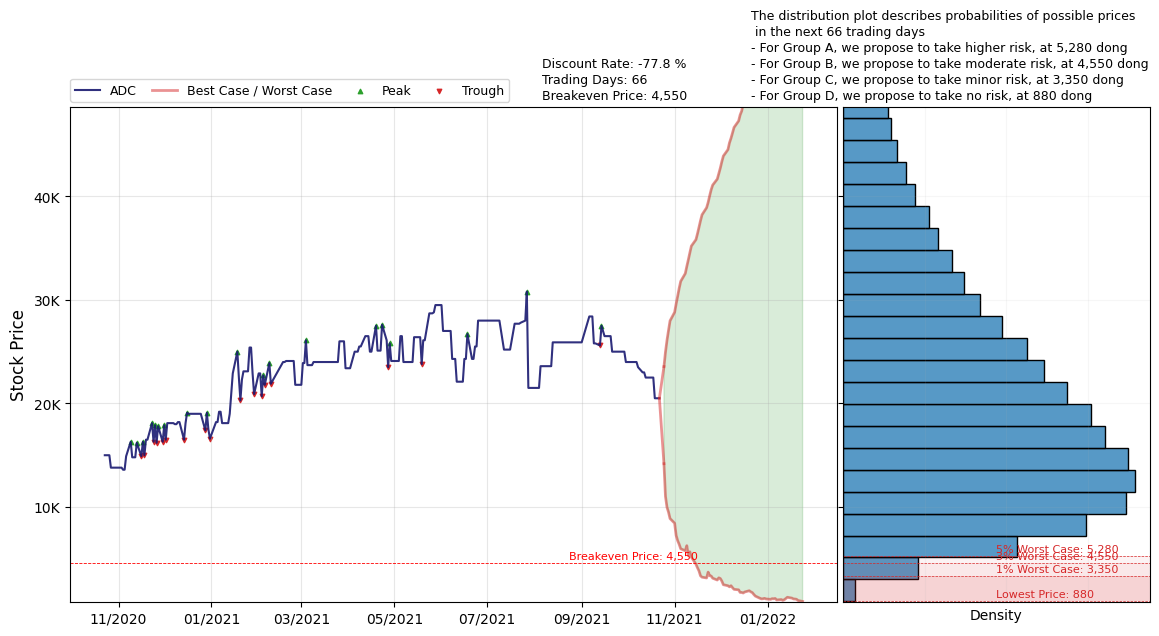 The distribution plot describes probabilities of possible prices
in the next 66 trading days
- For Group A, we propose to take higher risk, at 5,280 dong
- For Group B, we propose to take moderate risk, at 4,550 dong
- For Group C, we propose to take minor risk, at 3,350 dong
- For Group D, we propose to take no risk, at 880 dong
Discount Rate: -77.8 %
Trading Days: 66
Breakeven Price: 4,550
ADC
Best Case / Worst Case
Peak
Trough
Stock Price
40K
30K
20K
10K
Breakeven Price: 4,550
11/2020
01/2021
03/2021
05/2021
07/2021
09/2021
11/2021
01/2022
5% Worst Case: 5,280
3% Worst Case: 4,550
1% Worst Case: 3,350
Lowest Price: 880
Density